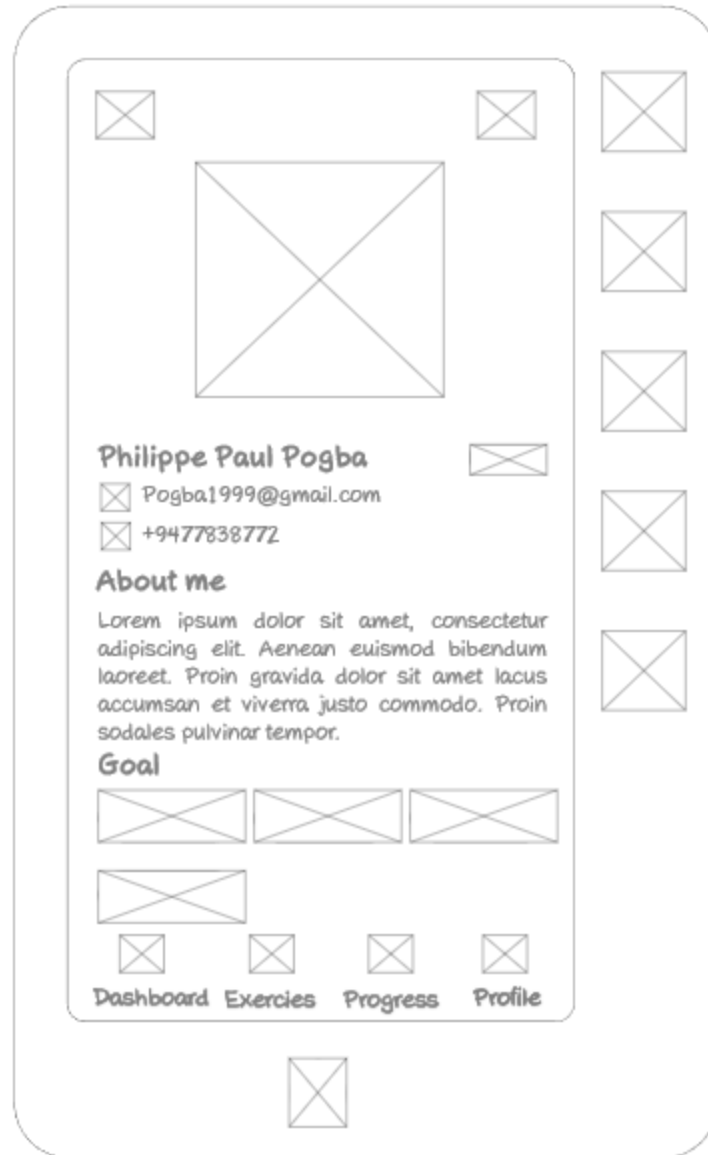 Philippe Paul Pogba
Pogba1999@gmail.com
+9477838772
About me
Lorem ipsum dolor sit amet, consectetur
adipiscing elit. Aenean euismod bibendum
laoreet. Proin gravida dolor sit amet lacus
accumsan et viverra justo commodo. Proin
sodales pulvinar tempor.
Goal
Dashboard Exercies Progress Profile